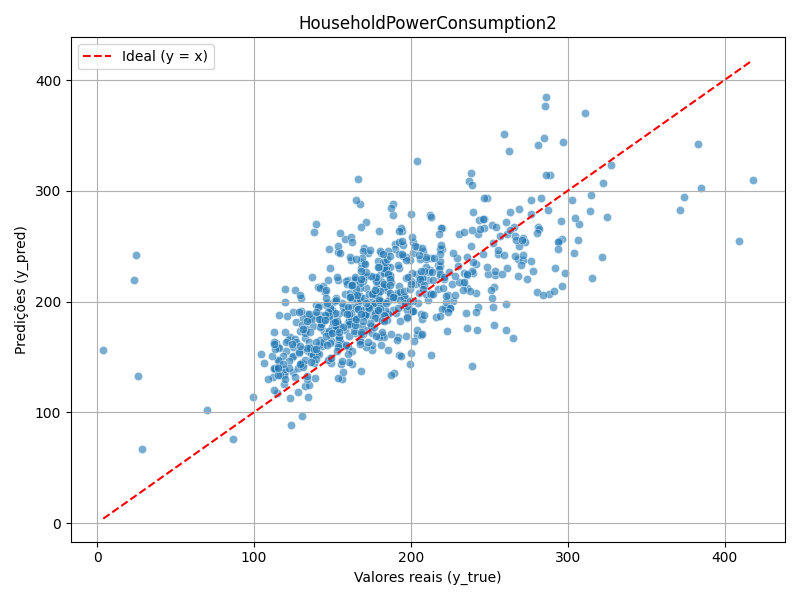 HouseholdPowerConsumption2
Ideal (y = x)
400
300
200
100
0
Predições (y_pred)
0 100 200 300 400
Valores reais (y_true)